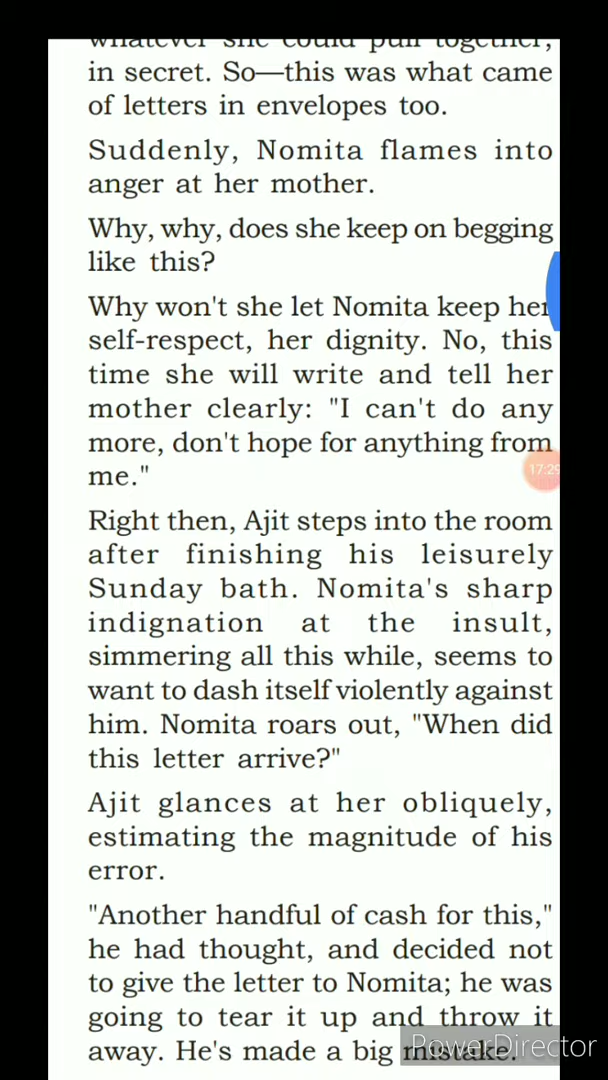 whatever she could pull together,
in secret. So—this was what came
of letters in envelopes too.
Suddenly, Nomita flames into
anger at her mother.
Why, why, does she keep on begging
like this?
Why won't she let Nomita keep her
self-respect, her dignity. No, this
time she will write and tell her
mother clearly: "I can't do any
more, don't hope for anything from
me."
17:29
Right then, Ajit steps into the room
after finishing his leisurely
Sunday bath. Nomita's sharp
indignation at the insult,
simmering all this while, seems to
want to dash itself violently against
him. Nomita roars out, "When did
this letter arrive?"
Ajit glances at her obliquely,
estimating the magnitude of his
error.
"Another handful of cash for this,"
he had thought, and decided not
to give the letter to Nomita; he was
going to tear it up and throw it
away. He's made a big mistake.
PowerDirector